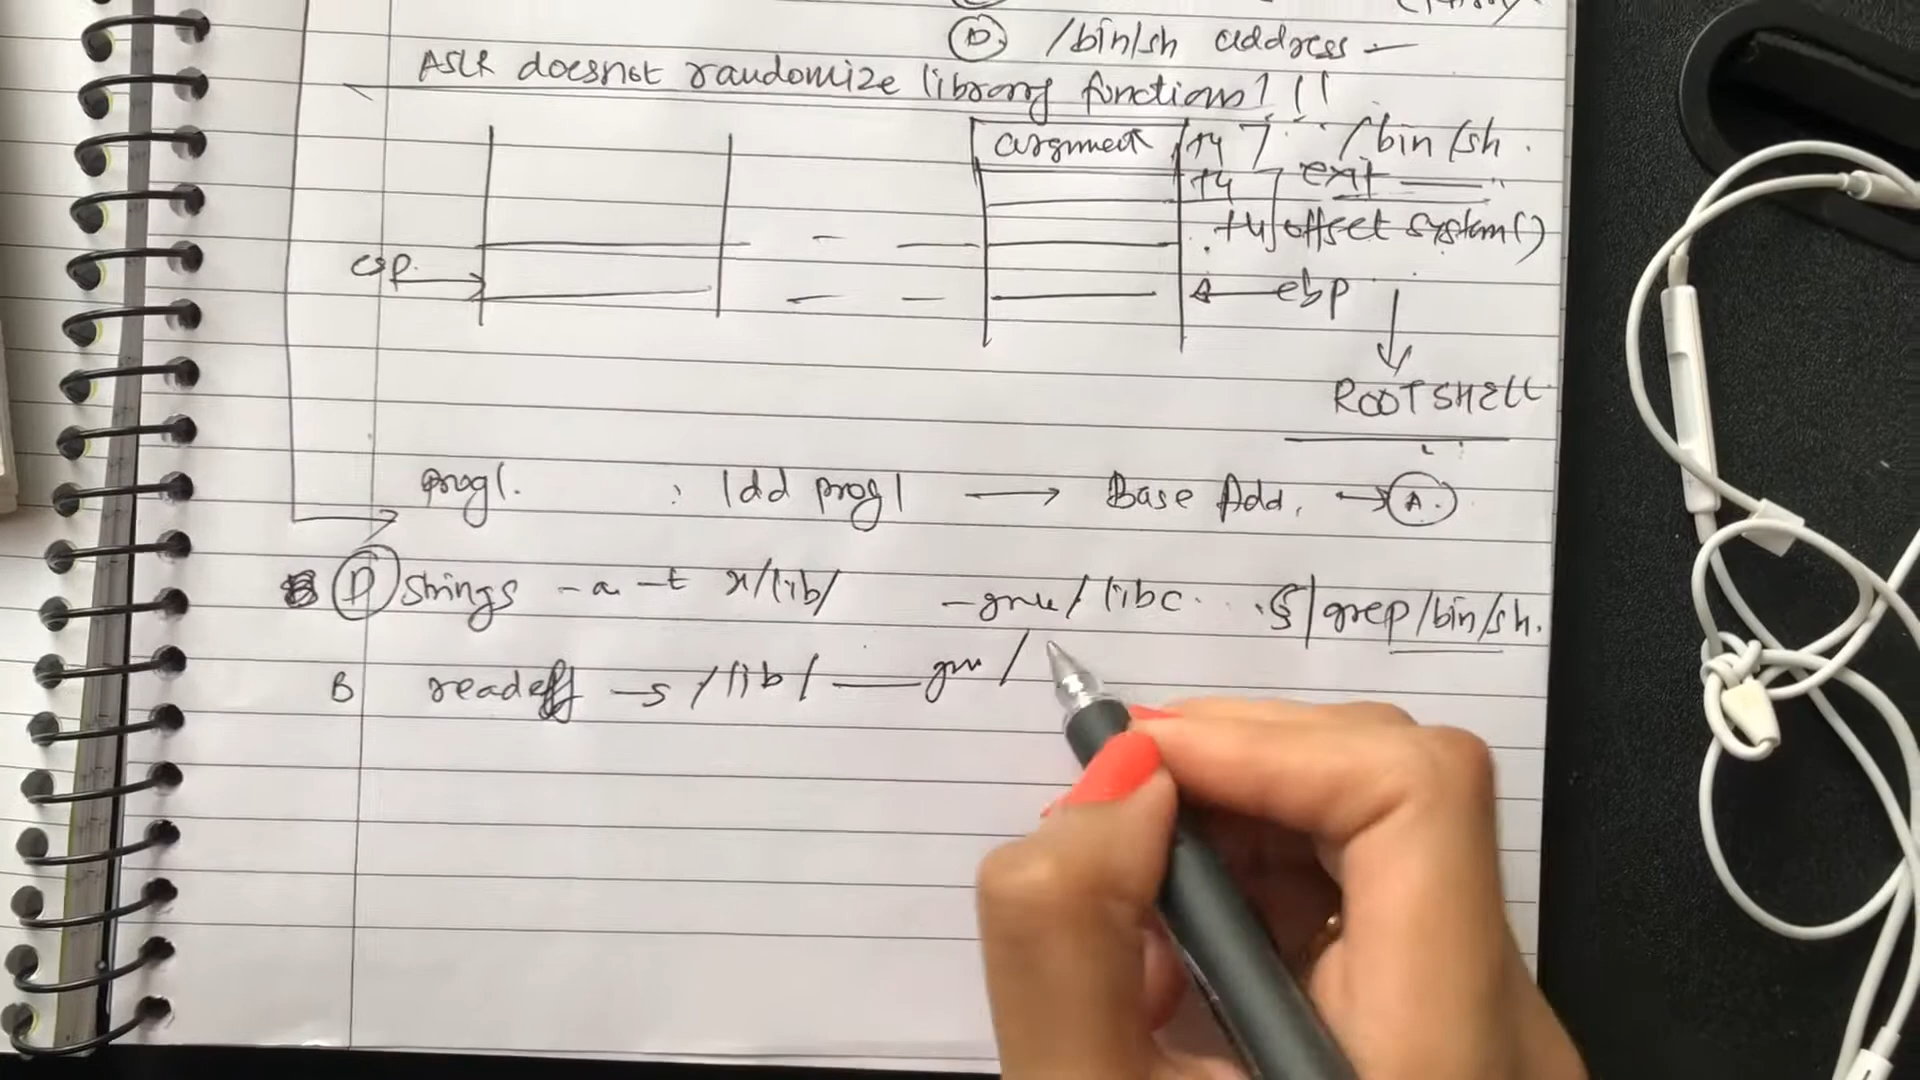 D /bin/sh address —
ASLR doesnot randomize library functions!!!
argument +4 /bin/sh.
+4 exit
+4 offset system()
esp
ebp
ROOTSHELL
prog1. : ldd prog1 → Base Add. → A.
D Strings -a -t x/lib/ -gnu/libc. .. .6|grep/bin/sh.
B readelf -s /lib/ — gnu/